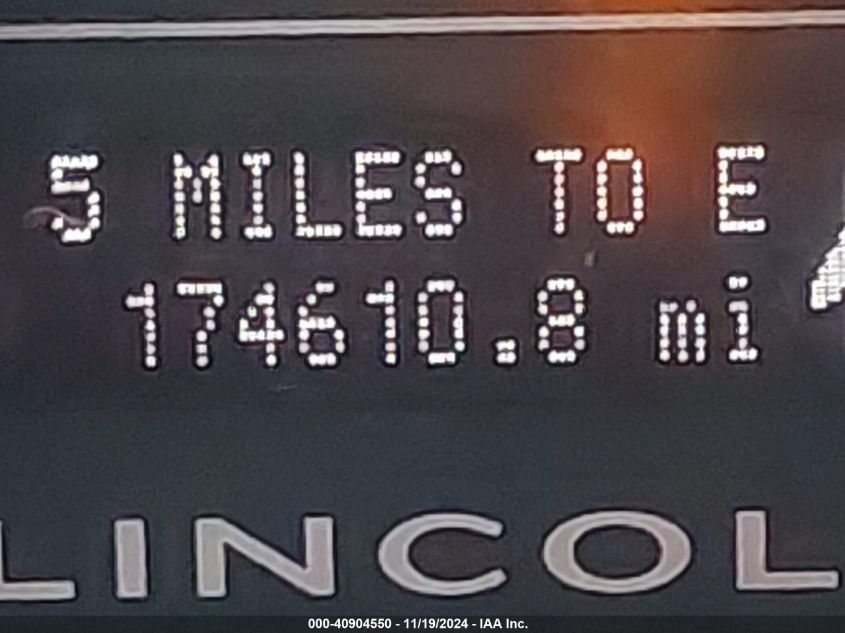 5 MILES TO E
174610.8 mi
LINCOL
000-40904550 - 11/19/2024 - IAA Inc.